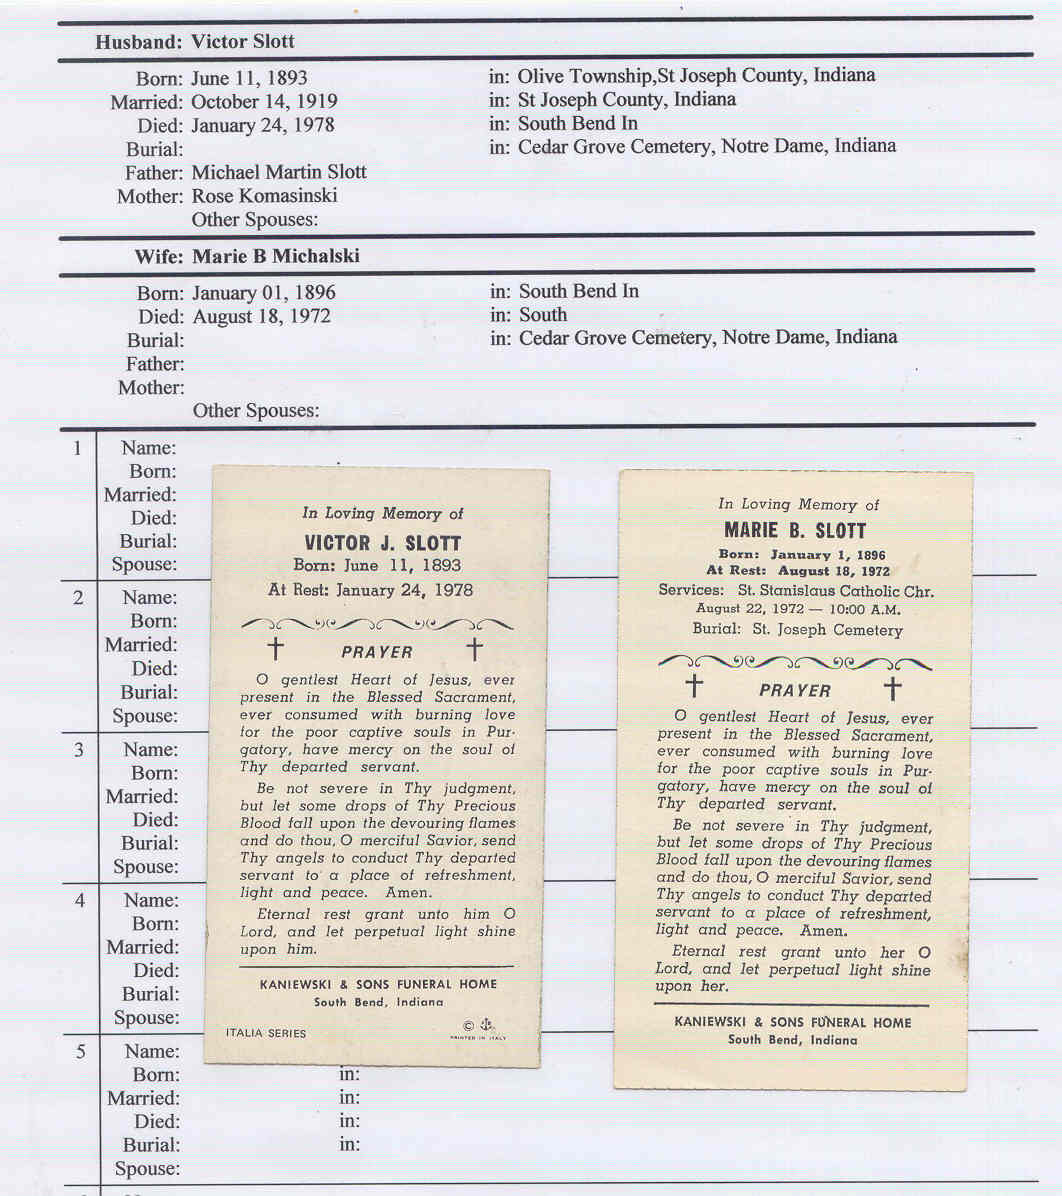 Husband: Victor Slott
Born: June 11, 1893 in: Olive Township,St Joseph County, Indiana
Married: October 14, 1919 in: St Joseph County, Indiana
Died: January 24, 1978 in: South Bend In
Burial: in: Cedar Grove Cemetery, Notre Dame, Indiana
Father: Michael Martin Slott
Mother: Rose Komasinski
Other Spouses:
Wife: Marie B Michalski
Born: January 01, 1896 in: South Bend In
Died: August 18, 1972 in: South
Burial: in: Cedar Grove Cemetery, Notre Dame, Indiana
Father:
Mother:
Other Spouses:
1 Name:
Born:
Married:
Died:
Burial:
Spouse:
2 Name:
Born:
Married:
Died:
Burial:
Spouse:
3 Name:
Born:
Married:
Died:
Burial:
Spouse:
4 Name:
Born:
Married:
Died:
Burial:
Spouse:
5 Name:
Born: in:
Married: in:
Died: in:
Burial: in:
Spouse:
In Loving Memory of
VICTOR J. SLOTT
Born: June 11, 1893
At Rest: January 24, 1978
PRAYER
O gentlest Heart of Jesus, ever
present in the Blessed Sacrament,
ever consumed with burning love
for the poor captive souls in Pur-
gatory, have mercy on the soul of
Thy departed servant.
Be not severe in Thy judgment,
but let some drops of Thy Precious
Blood fall upon the devouring flames
and do thou, O merciful Savior, send
Thy angels to conduct Thy departed
servant to a place of refreshment,
light and peace. Amen.
Eternal rest grant unto him O
Lord, and let perpetual light shine
upon him.
KANIEWSKI & SONS FUNERAL HOME
South Bend, Indiana
ITALIA SERIES ©
PRINTED IN ITALY
In Loving Memory of
MARIE B. SLOTT
Born: January 1, 1896
At Rest: August 18, 1972
Services: St. Stanislaus Catholic Chr.
August 22, 1972 — 10:00 A.M.
Burial: St. Joseph Cemetery
PRAYER
O gentlest Heart of Jesus, ever
present in the Blessed Sacrament,
ever consumed with burning love
for the poor captive souls in Pur-
gatory, have mercy on the soul of
Thy departed servant.
Be not severe in Thy judgment,
but let some drops of Thy Precious
Blood fall upon the devouring flames
and do thou, O merciful Savior, send
Thy angels to conduct Thy departed
servant to a place of refreshment,
light and peace. Amen.
Eternal rest grant unto her O
Lord, and let perpetual light shine
upon her.
KANIEWSKI & SONS FUNERAL HOME
South Bend, Indiana